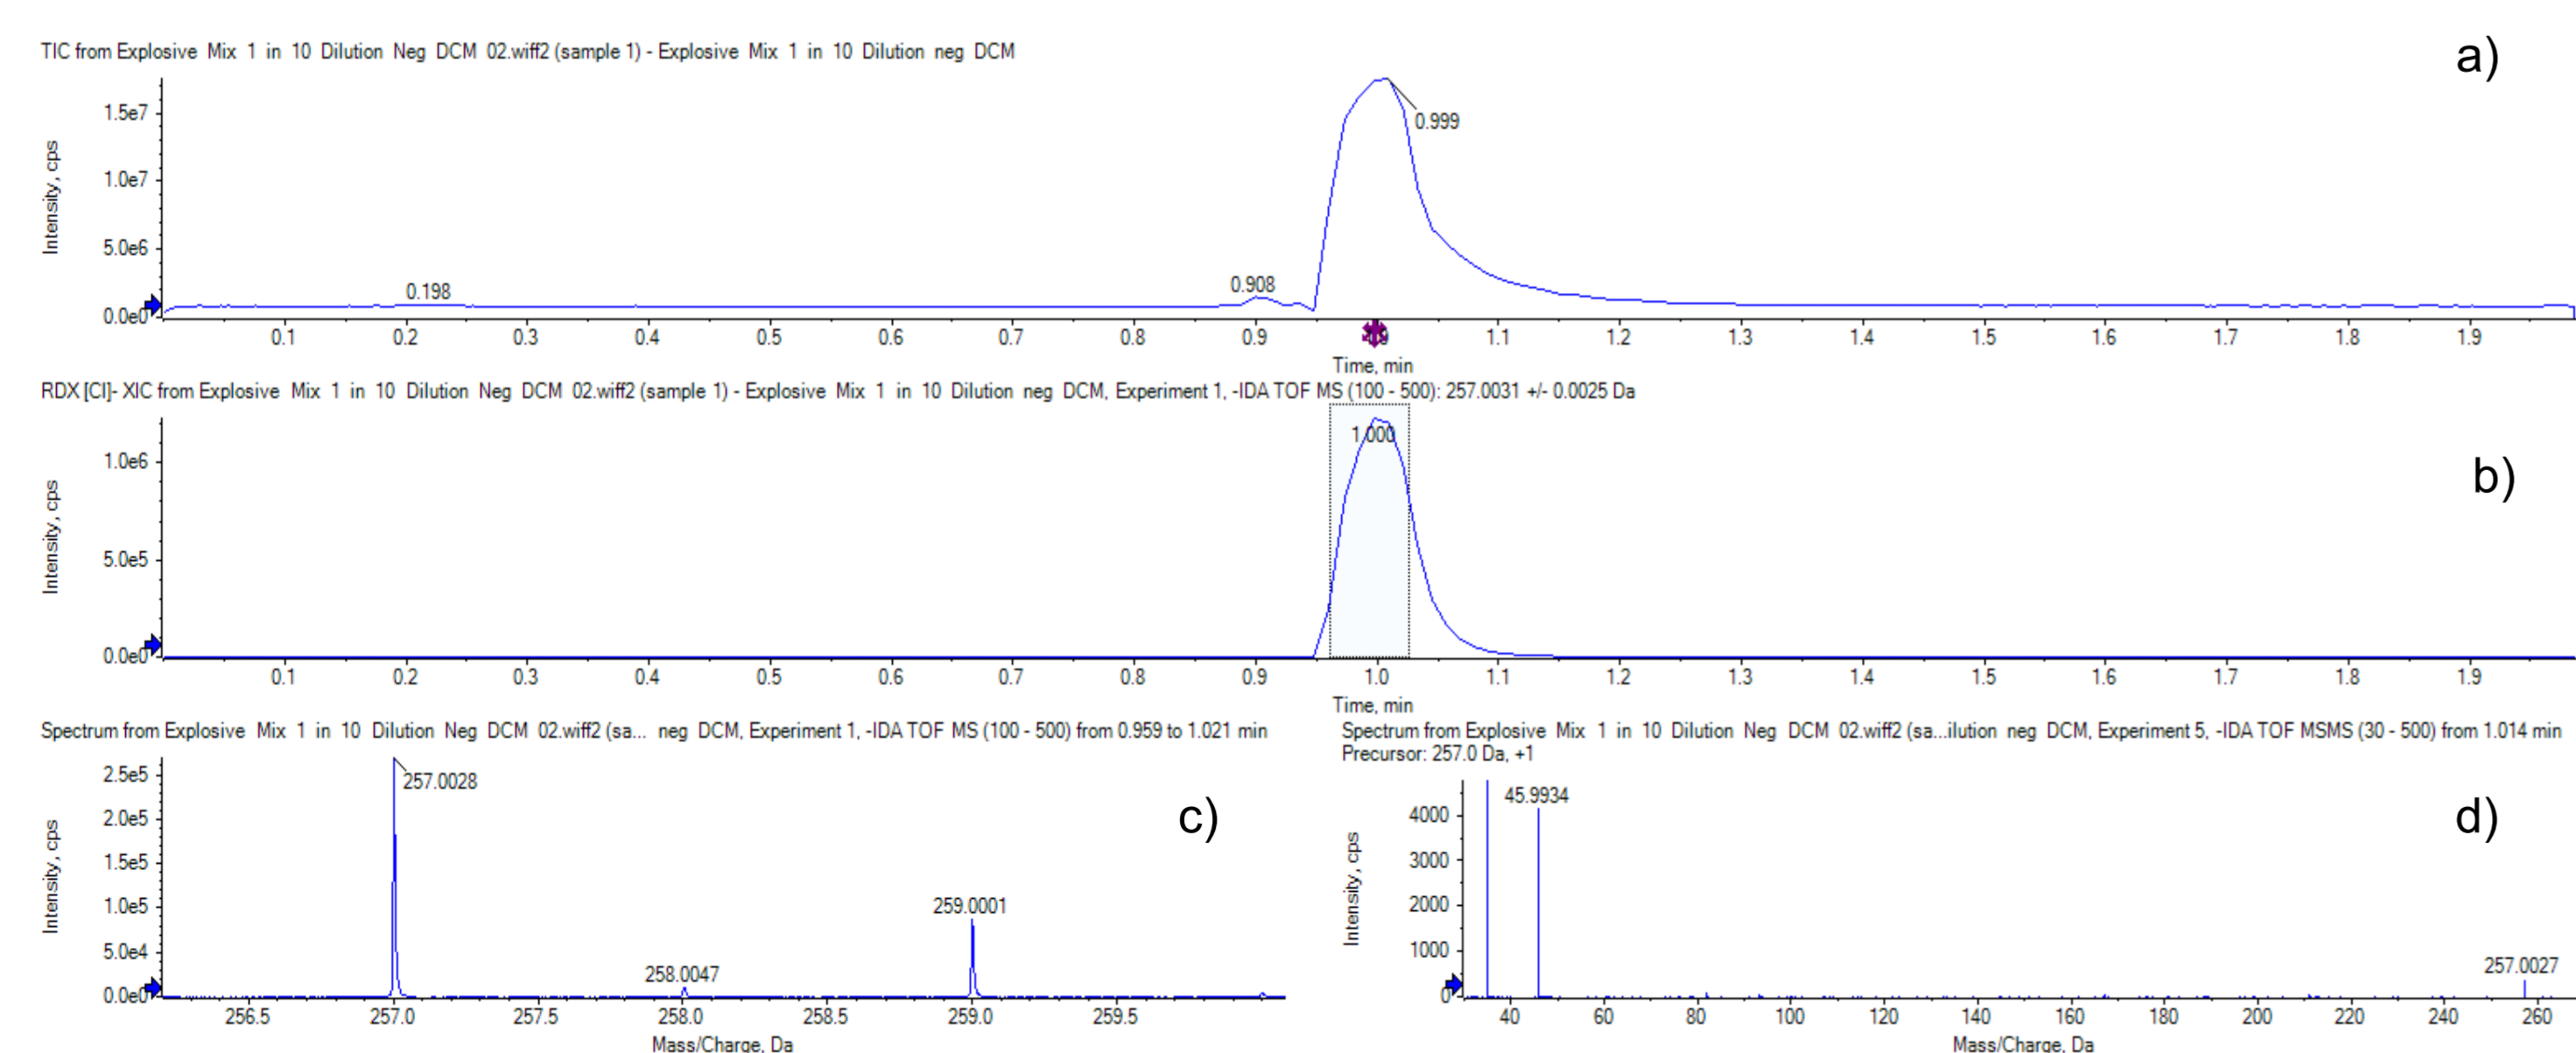 TIC from Explosive Mix 1 in 10 Dilution Neg DCM 02.wiff2 (sample 1) - Explosive Mix 1 in 10 Dilution neg DCM
a)
Intensity, cps
1.5e7
1.0e7
5.0e6
0.0e0
0.198
0.908
0.999
0.1 0.2 0.3 0.4 0.5 0.6 0.7 0.8 0.9 1.1 1.2 1.3 1.4 1.5 1.6 1.7 1.8 1.9
Time, min
RDX [Cl]- XIC from Explosive Mix 1 in 10 Dilution Neg DCM 02.wiff2 (sample 1) - Explosive Mix 1 in 10 Dilution neg DCM, Experiment 1, -IDA TOF MS (100 - 500): 257.0031 +/- 0.0025 Da
b)
Intensity, cps
1.0e6
5.0e5
0.0e0
1.000
0.1 0.2 0.3 0.4 0.5 0.6 0.7 0.8 0.9 1.0 1.1 1.2 1.3 1.4 1.5 1.6 1.7 1.8 1.9
Time, min
Spectrum from Explosive Mix 1 in 10 Dilution Neg DCM 02.wiff2 (sa... neg DCM, Experiment 1, -IDA TOF MS (100 - 500) from 0.959 to 1.021 min
c)
Intensity, cps
2.5e5
2.0e5
1.5e5
1.0e5
5.0e4
0.0e0
257.0028
258.0047
259.0001
256.5 257.0 257.5 258.0 258.5 259.0 259.5
Mass/Charge, Da
Spectrum from Explosive Mix 1 in 10 Dilution Neg DCM 02.wiff2 (sa...ilution neg DCM, Experiment 5, -IDA TOF MSMS (30 - 500) from 1.014 min
Precursor: 257.0 Da, +1
d)
Intensity, cps
4000
3000
2000
1000
0
45.9934
257.0027
40 60 80 100 120 140 160 180 200 220 240 260
Mass/Charge, Da